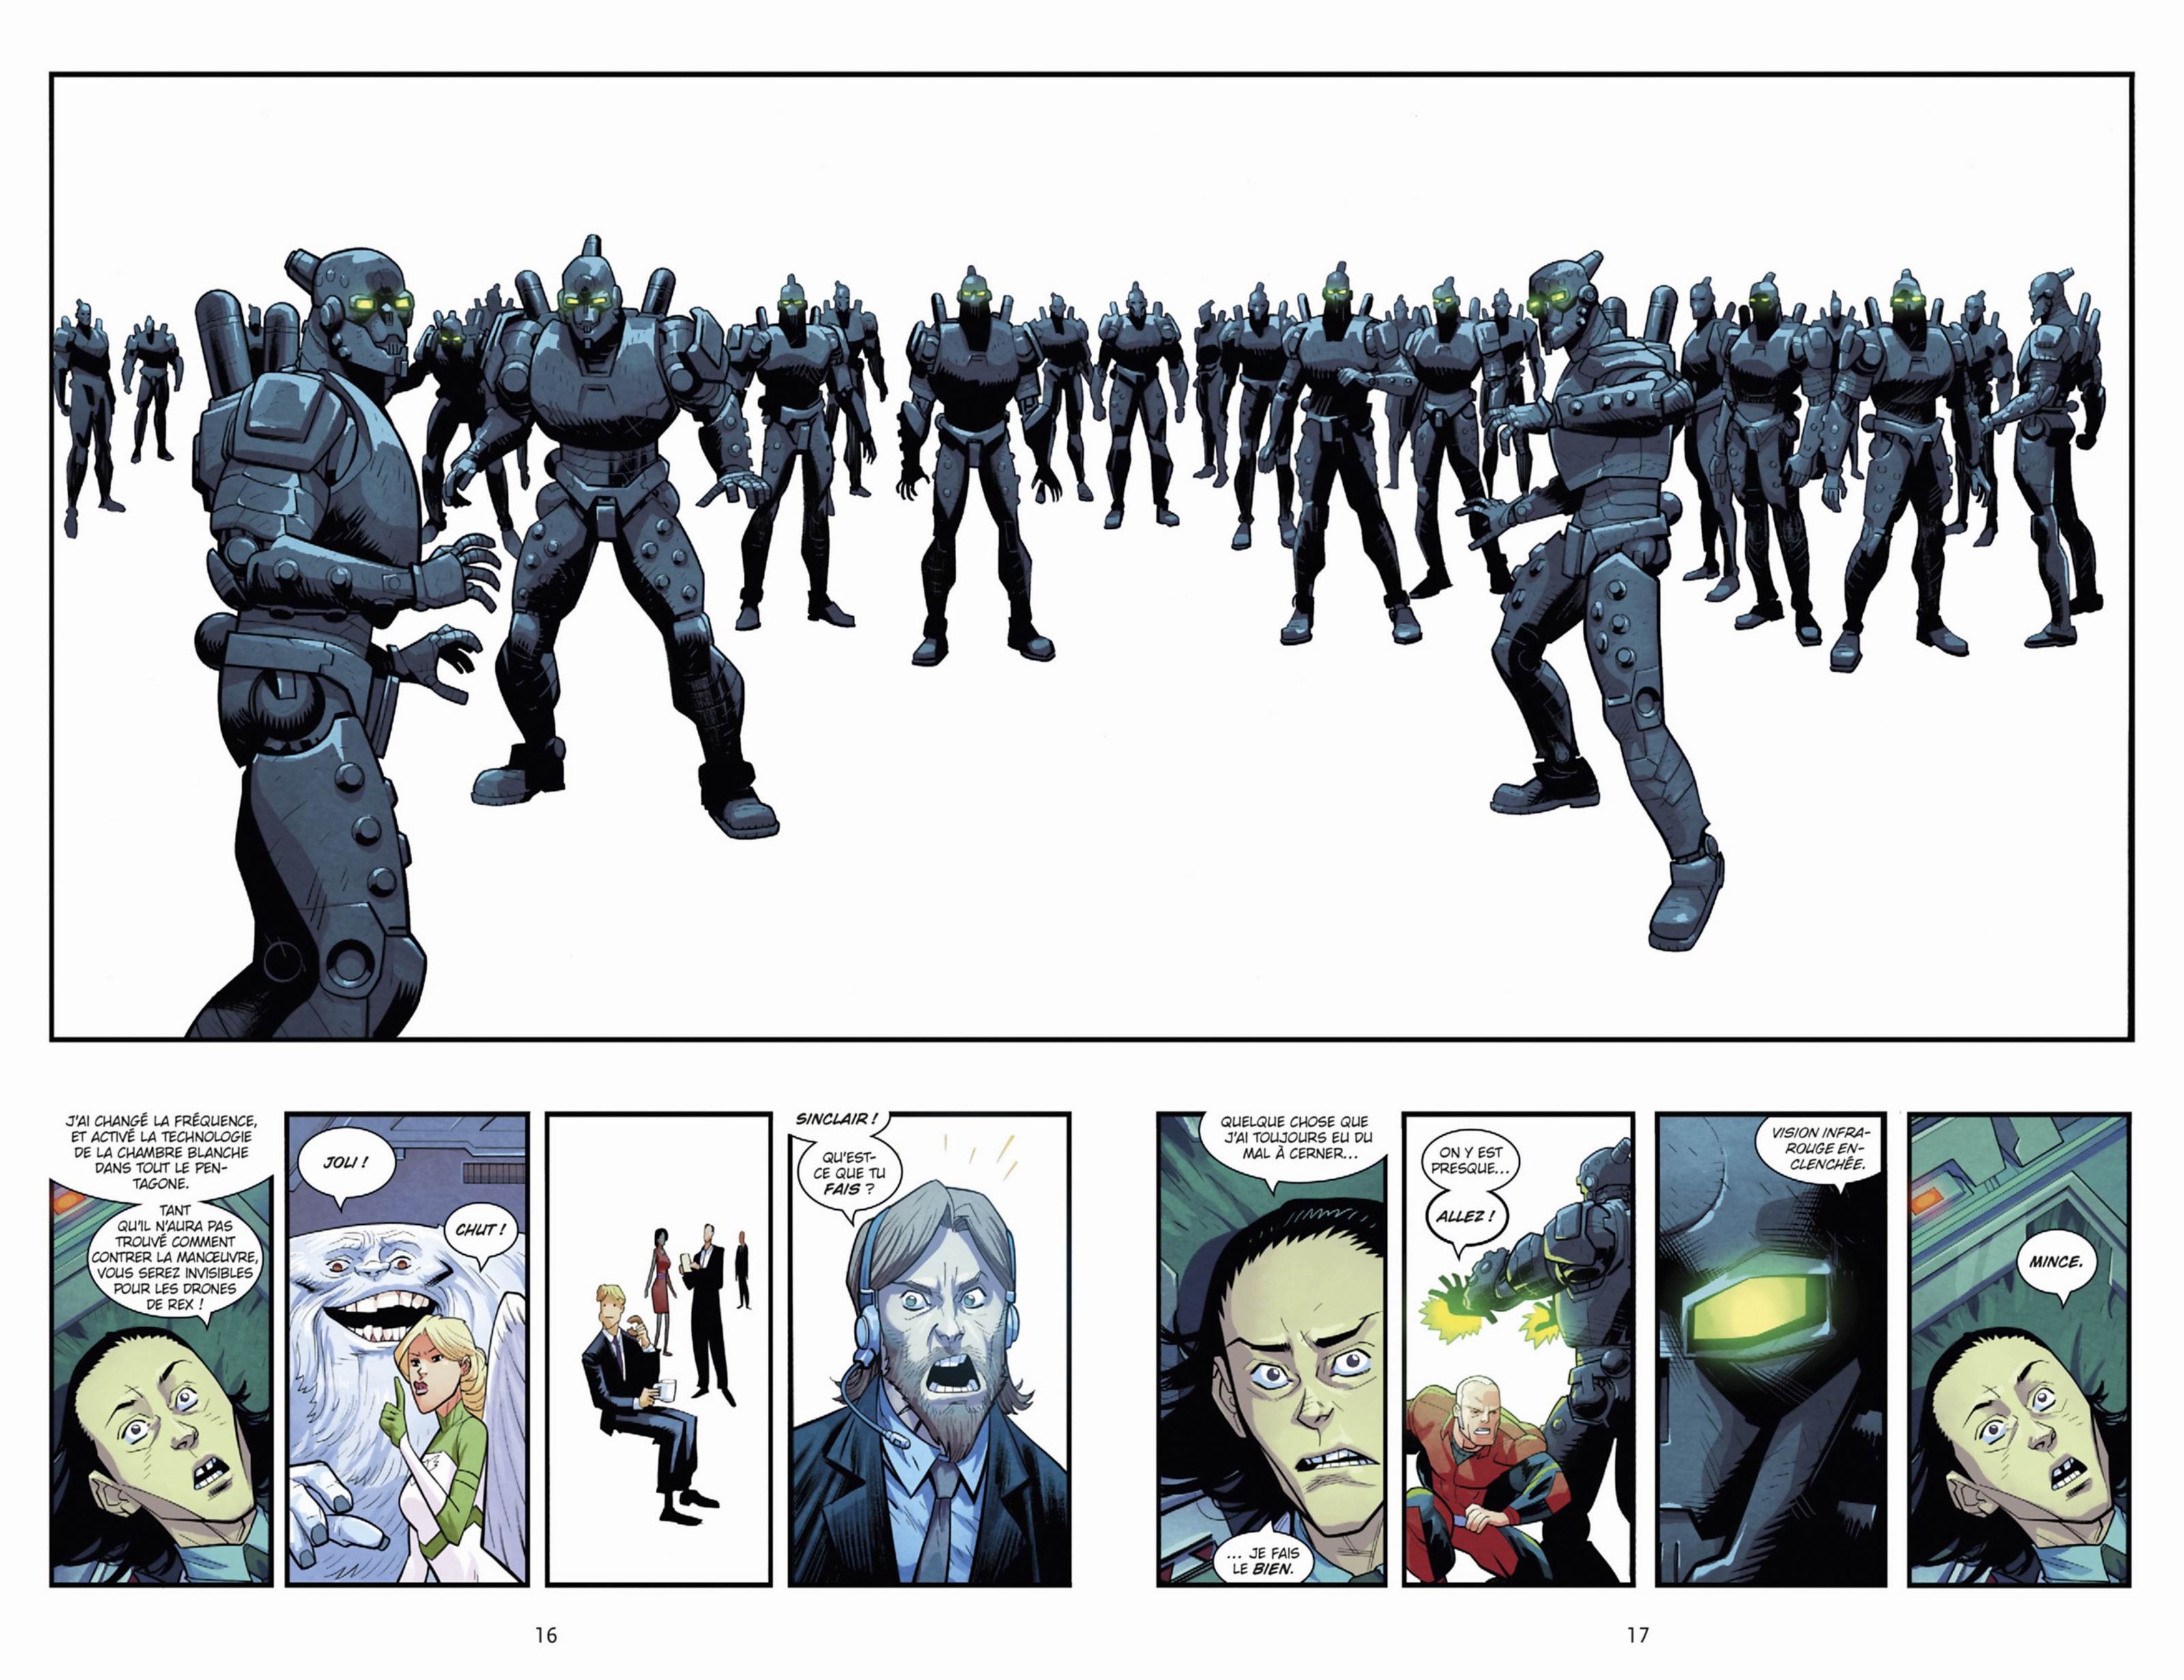 J'AI CHANGÉ LA FRÉQUENCE,
ET ACTIVÉ LA TECHNOLOGIE
DE LA CHAMBRE BLANCHE
DANS TOUT LE PEN-
TAGONE.
TANT
QU'IL N'AURA PAS
TROUVÉ COMMENT
CONTRER LA MANŒUVRE,
VOUS SEREZ INVISIBLES
POUR LES DRONES
DE REX !
JOLI !
CHUT !
SINCLAIR !
QU'EST-
CE QUE TU
FAIS ?
QUELQUE CHOSE QUE
J'AI TOUJOURS EU DU
MAL À CERNER...
... JE FAIS
LE BIEN.
ON Y EST
PRESQUE...
ALLEZ !
VISION INFRA-
ROUGE EN-
CLENCHÉE.
MINCE.
16
17